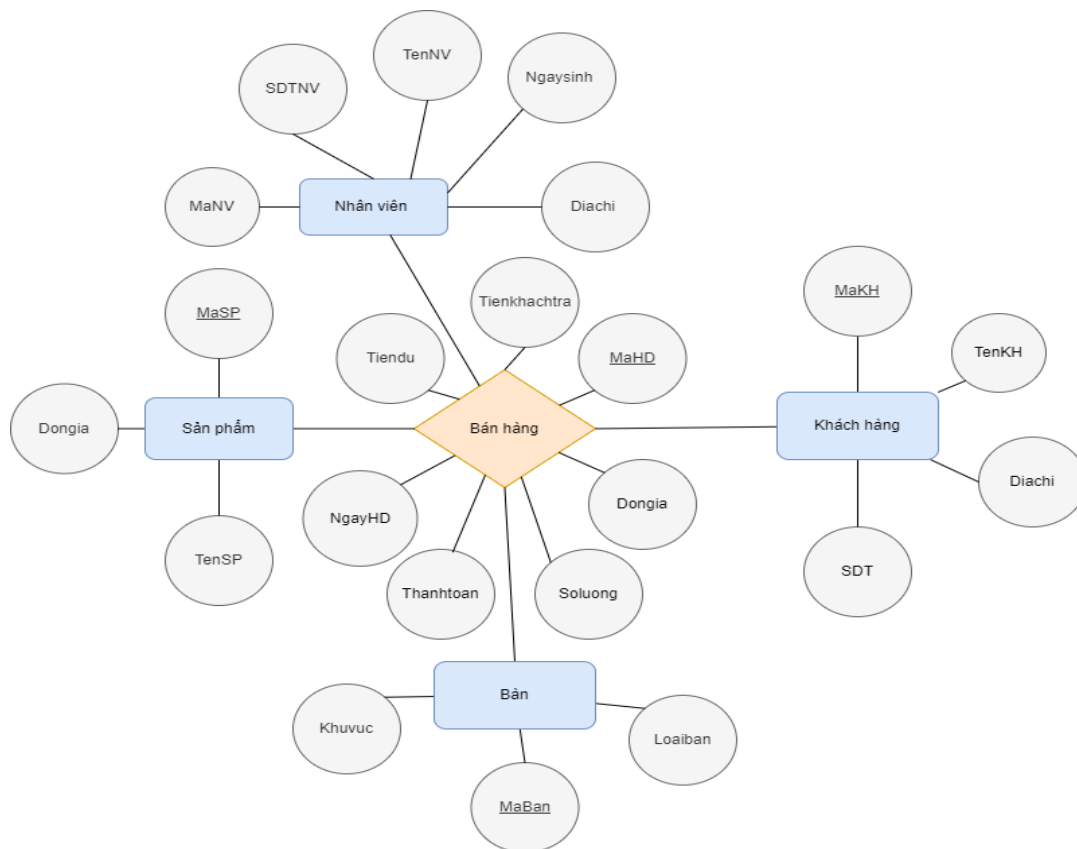 TenNV
Ngaysinh
SDTNV
MaNV
Nhân viên
Diachi
MaSP
Tienkhachtra
MaKH
Tiendu
MaHD
TenKH
Dongia
Sản phẩm
Bán hàng
Khách hàng
Diachi
NgayHD
Dongia
TenSP
Thanhtoan
Soluong
SDT
Bản
Khuvuc
Loaiban
MaBan